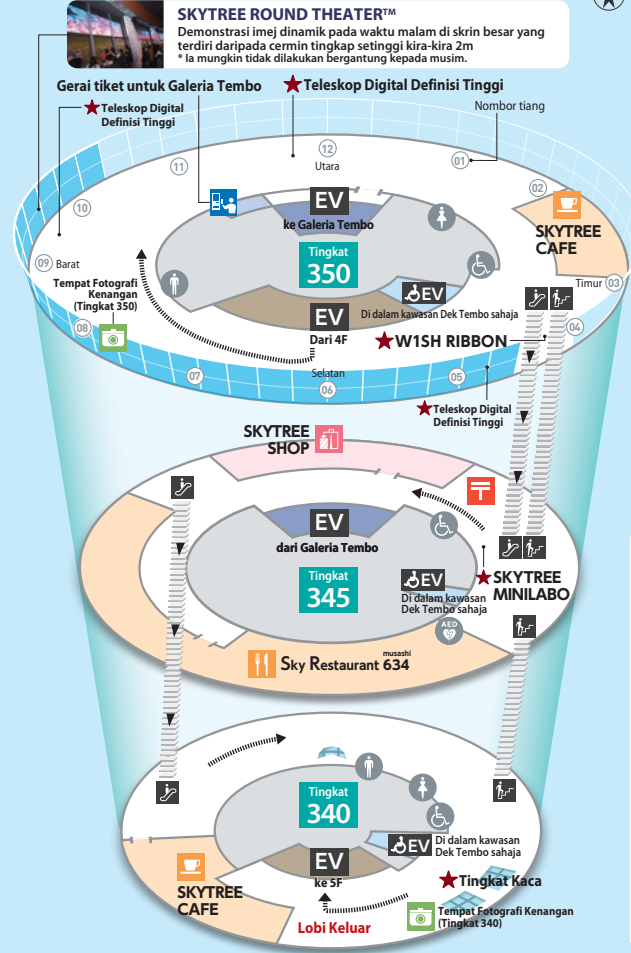 SKYTREE ROUND THEATER™
Demonstrasi imej dinamik pada waktu malam di skrin besar yang
terdiri daripada cermin tingkap setinggi kira-kira 2m
* Ia mungkin tidak dilakukan bergantung kepada musim.
Gerai tiket untuk Galeria Tembo
Teleskop Digital Definisi Tinggi
Teleskop Digital
Definisi Tinggi
Nombor tiang
12
Utara
11
01
10
02
EV
ke Galeria Tembo
SKYTREE
CAFE
Tingkat
350
09 Barat
Timur 03
Tempat Fotografi
Kenangan
(Tingkat 350)
EV
Di dalam kawasan Dek Tembo sahaja
EV
Dari 4F
08
04
W1SH RIBBON
Selatan
07
06
05
Teleskop Digital
Definisi Tinggi
SKYTREE
SHOP
EV
dari Galeria Tembo
Tingkat
345
EV
Di dalam kawasan
Dek Tembo sahaja
SKYTREE
MINILABO
AED
musashi
Sky Restaurant 634
Tingkat
340
EV
Di dalam kawasan
Dek Tembo sahaja
EV
ke 5F
SKYTREE
CAFE
Tingkat Kaca
Tempat Fotografi Kenangan
(Tingkat 340)
Lobi Keluar